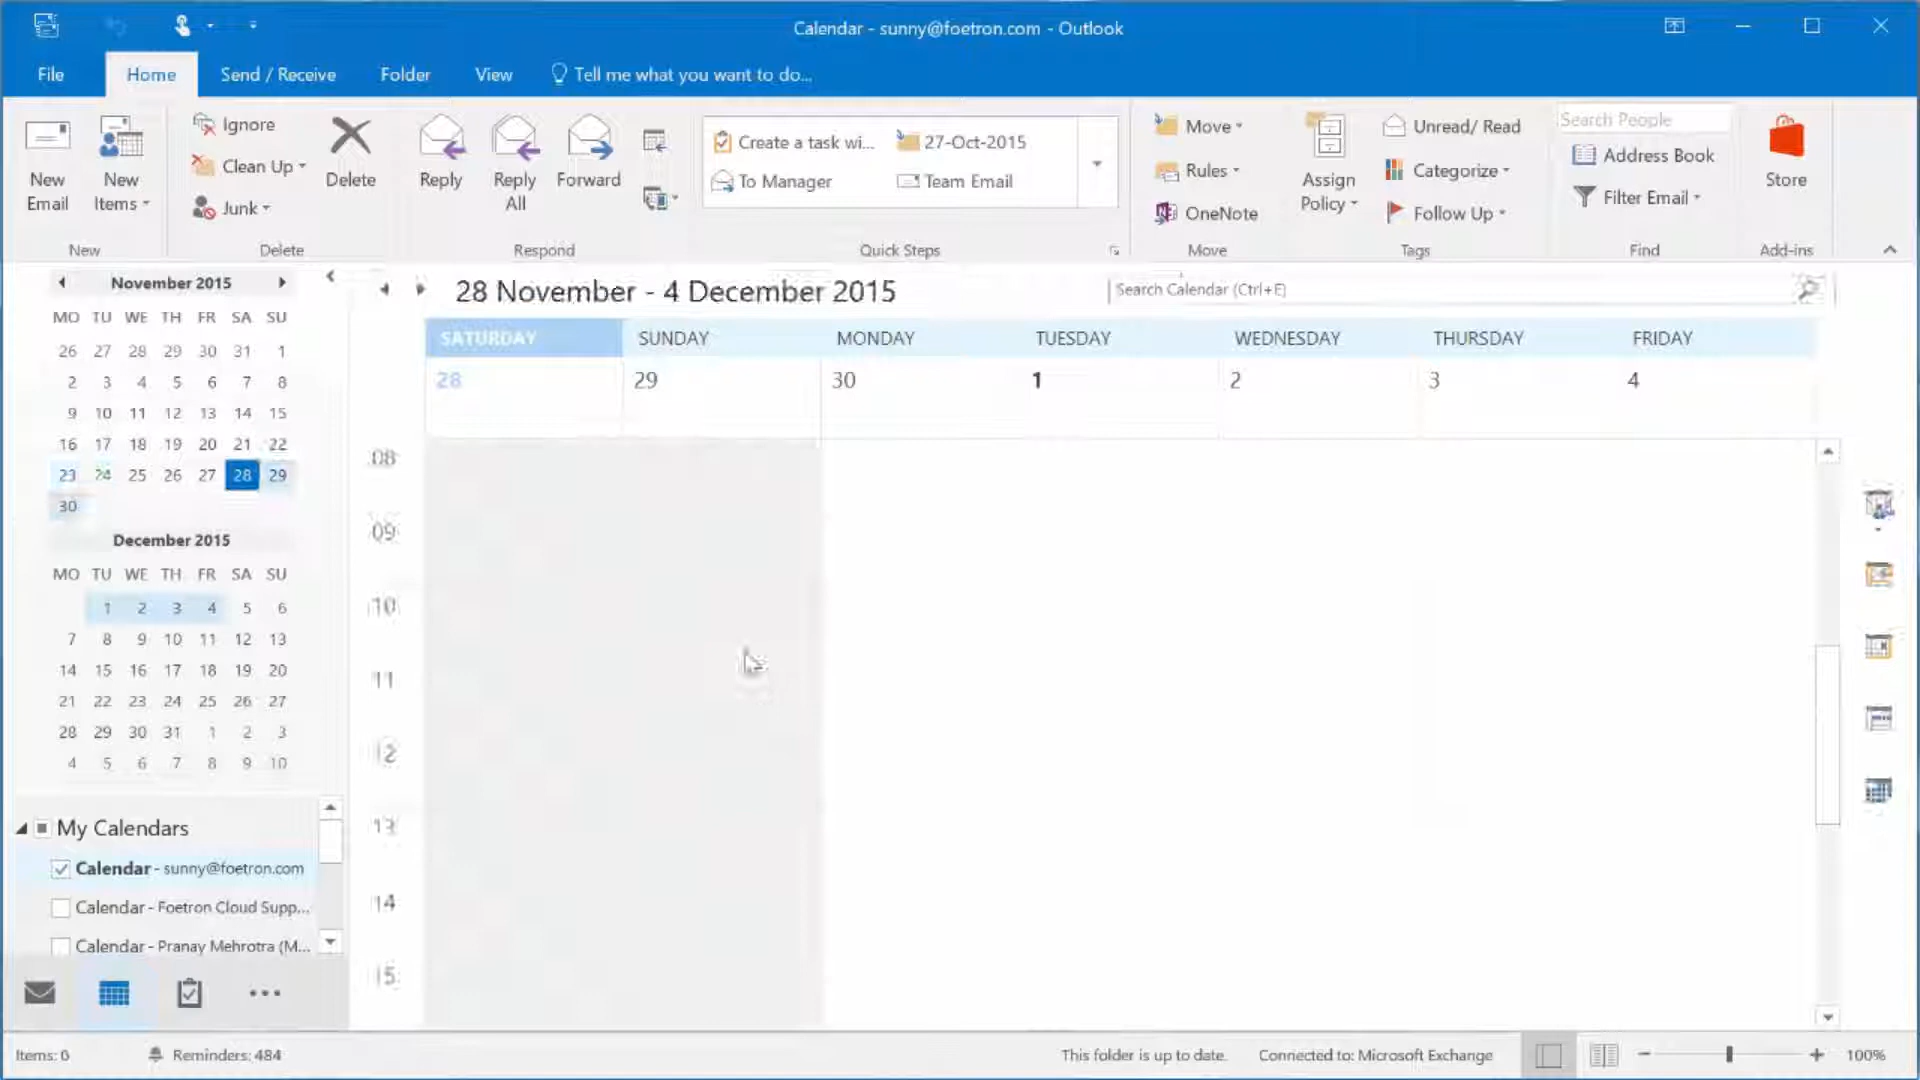 Calendar - sunny@foetron.com - Outlook
File Home Send / Receive Folder View Tell me what you want to do...
New Email
New Items
Ignore
Clean Up
Junk
Delete
Reply
Reply All
Forward
Create a task wi...
27-Oct-2015
To Manager
Team Email
Move
Rules
OneNote
Assign Policy
Unread/ Read
Categorize
Follow Up
Search People
Address Book
Filter Email
Store
New Delete Respond Quick Steps Move Tags Find Add-ins
November 2015
MO TU WE TH FR SA SU
26 27 28 29 30 31 1
2 3 4 5 6 7 8
9 10 11 12 13 14 15
16 17 18 19 20 21 22
23 24 25 26 27 28 29
30
December 2015
MO TU WE TH FR SA SU
1 2 3 4 5 6
7 8 9 10 11 12 13
14 15 16 17 18 19 20
21 22 23 24 25 26 27
28 29 30 31 1 2 3
4 5 6 7 8 9 10
My Calendars
Calendar - sunny@foetron.com
Calendar - Foetron Cloud Supp...
Calendar - Pranay Mehrotra (M...
28 November - 4 December 2015
Search Calendar (Ctrl+E)
SATURDAY SUNDAY MONDAY TUESDAY WEDNESDAY THURSDAY FRIDAY
28 29 30 1 2 3 4
08
09
10
11
12
13
14
15
Items: 0 Reminders: 484 This folder is up to date. Connected to: Microsoft Exchange 100%